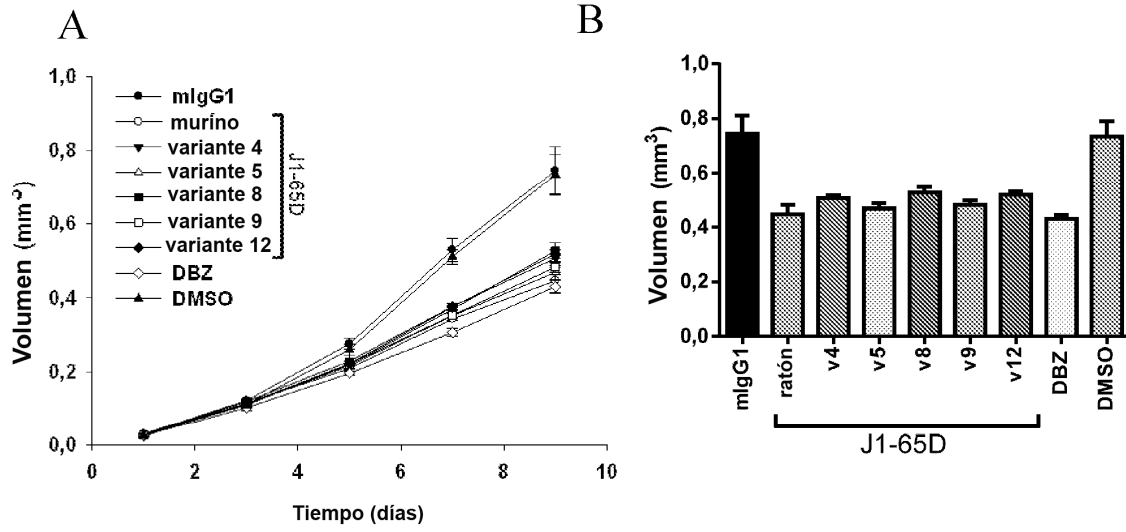 A
1,0
0,8
0,6
0,4
0,2
0,0
0 2 4 6 8 10
Volumen (mm³)
Tiempo (días)
mIgG1
muríno
variante 4
variante 5
variante 8
variante 9
variante 12
DBZ
DMSO
J1-65D
B
1,0
0,8
0,6
0,4
0,2
0,0
Volumen (mm³)
mIgG1
ratón
v4
v5
v8
v9
v12
DBZ
DMSO
J1-65D